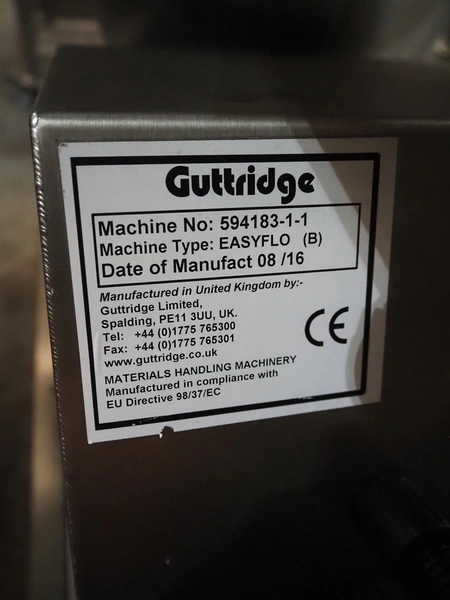 Guttridge
Machine No: 594183-1-1
Machine Type: EASYFLO (B)
Date of Manufact 08 /16
Manufactured in United Kingdom by:-
Guttridge Limited,
Spalding, PE11 3UU, UK.
Tel: +44 (0)1775 765300
Fax: +44 (0)1775 765301
www.guttridge.co.uk
CE
MATERIALS HANDLING MACHINERY
Manufactured in compliance with
EU Directive 98/37/EC